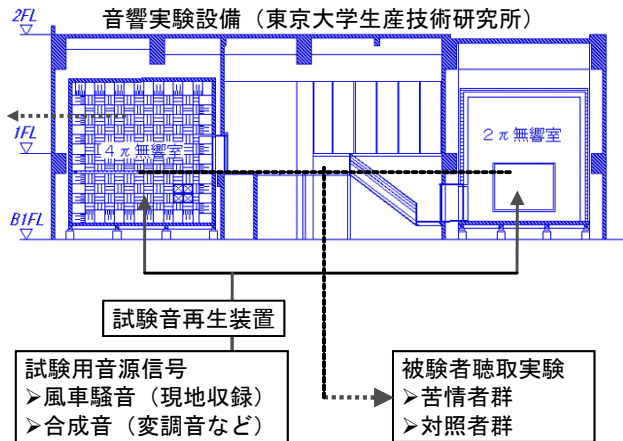 音響実験設備（東京大学生産技術研究所）
2FL
1FL
4π無響室
2π無響室
B1FL
試験音再生装置
試験用音源信号
➢風車騒音（現地収録）
➢合成音（変調音など）
被験者聴取実験
➢苦情者群
➢対照者群